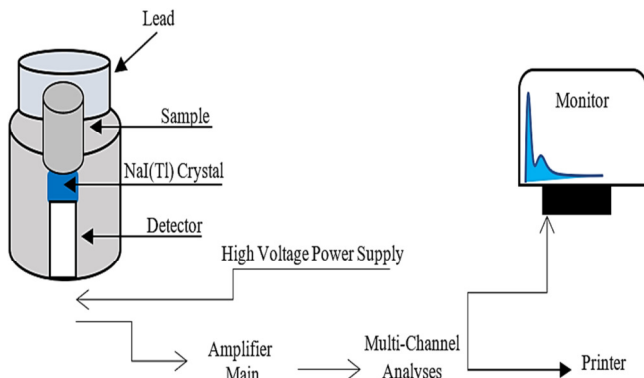 Lead
Monitor
Sample
NaI(Tl) Crystal
Detector
High Voltage Power Supply
Amplifier
Main
Multi-Channel
Analyses
Printer